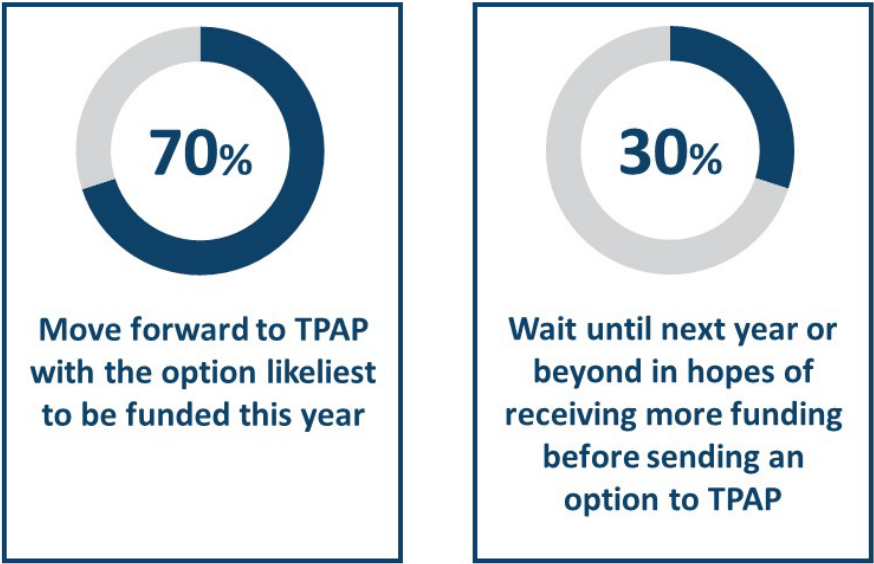 70%
Move forward to TPAP
with the option likeliest
to be funded this year
30%
Wait until next year or
beyond in hopes of
receiving more funding
before sending an
option to TPAP